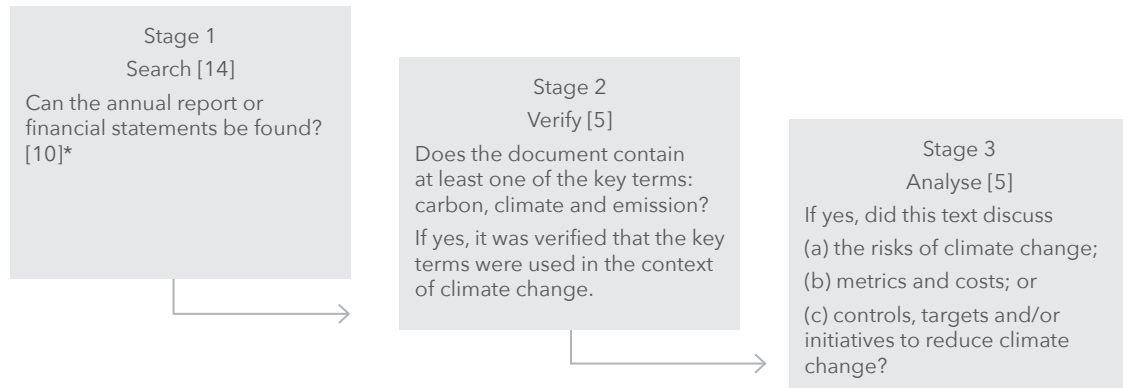 Stage 1
Search [14]
Can the annual report or
financial statements be found?
[10]*
Stage 2
Verify [5]
Does the document contain
at least one of the key terms:
carbon, climate and emission?
If yes, it was verified that the key
terms were used in the context
of climate change.
Stage 3
Analyse [5]
If yes, did this text discuss
(a) the risks of climate change;
(b) metrics and costs; or
(c) controls, targets and/or
initiatives to reduce climate
change?